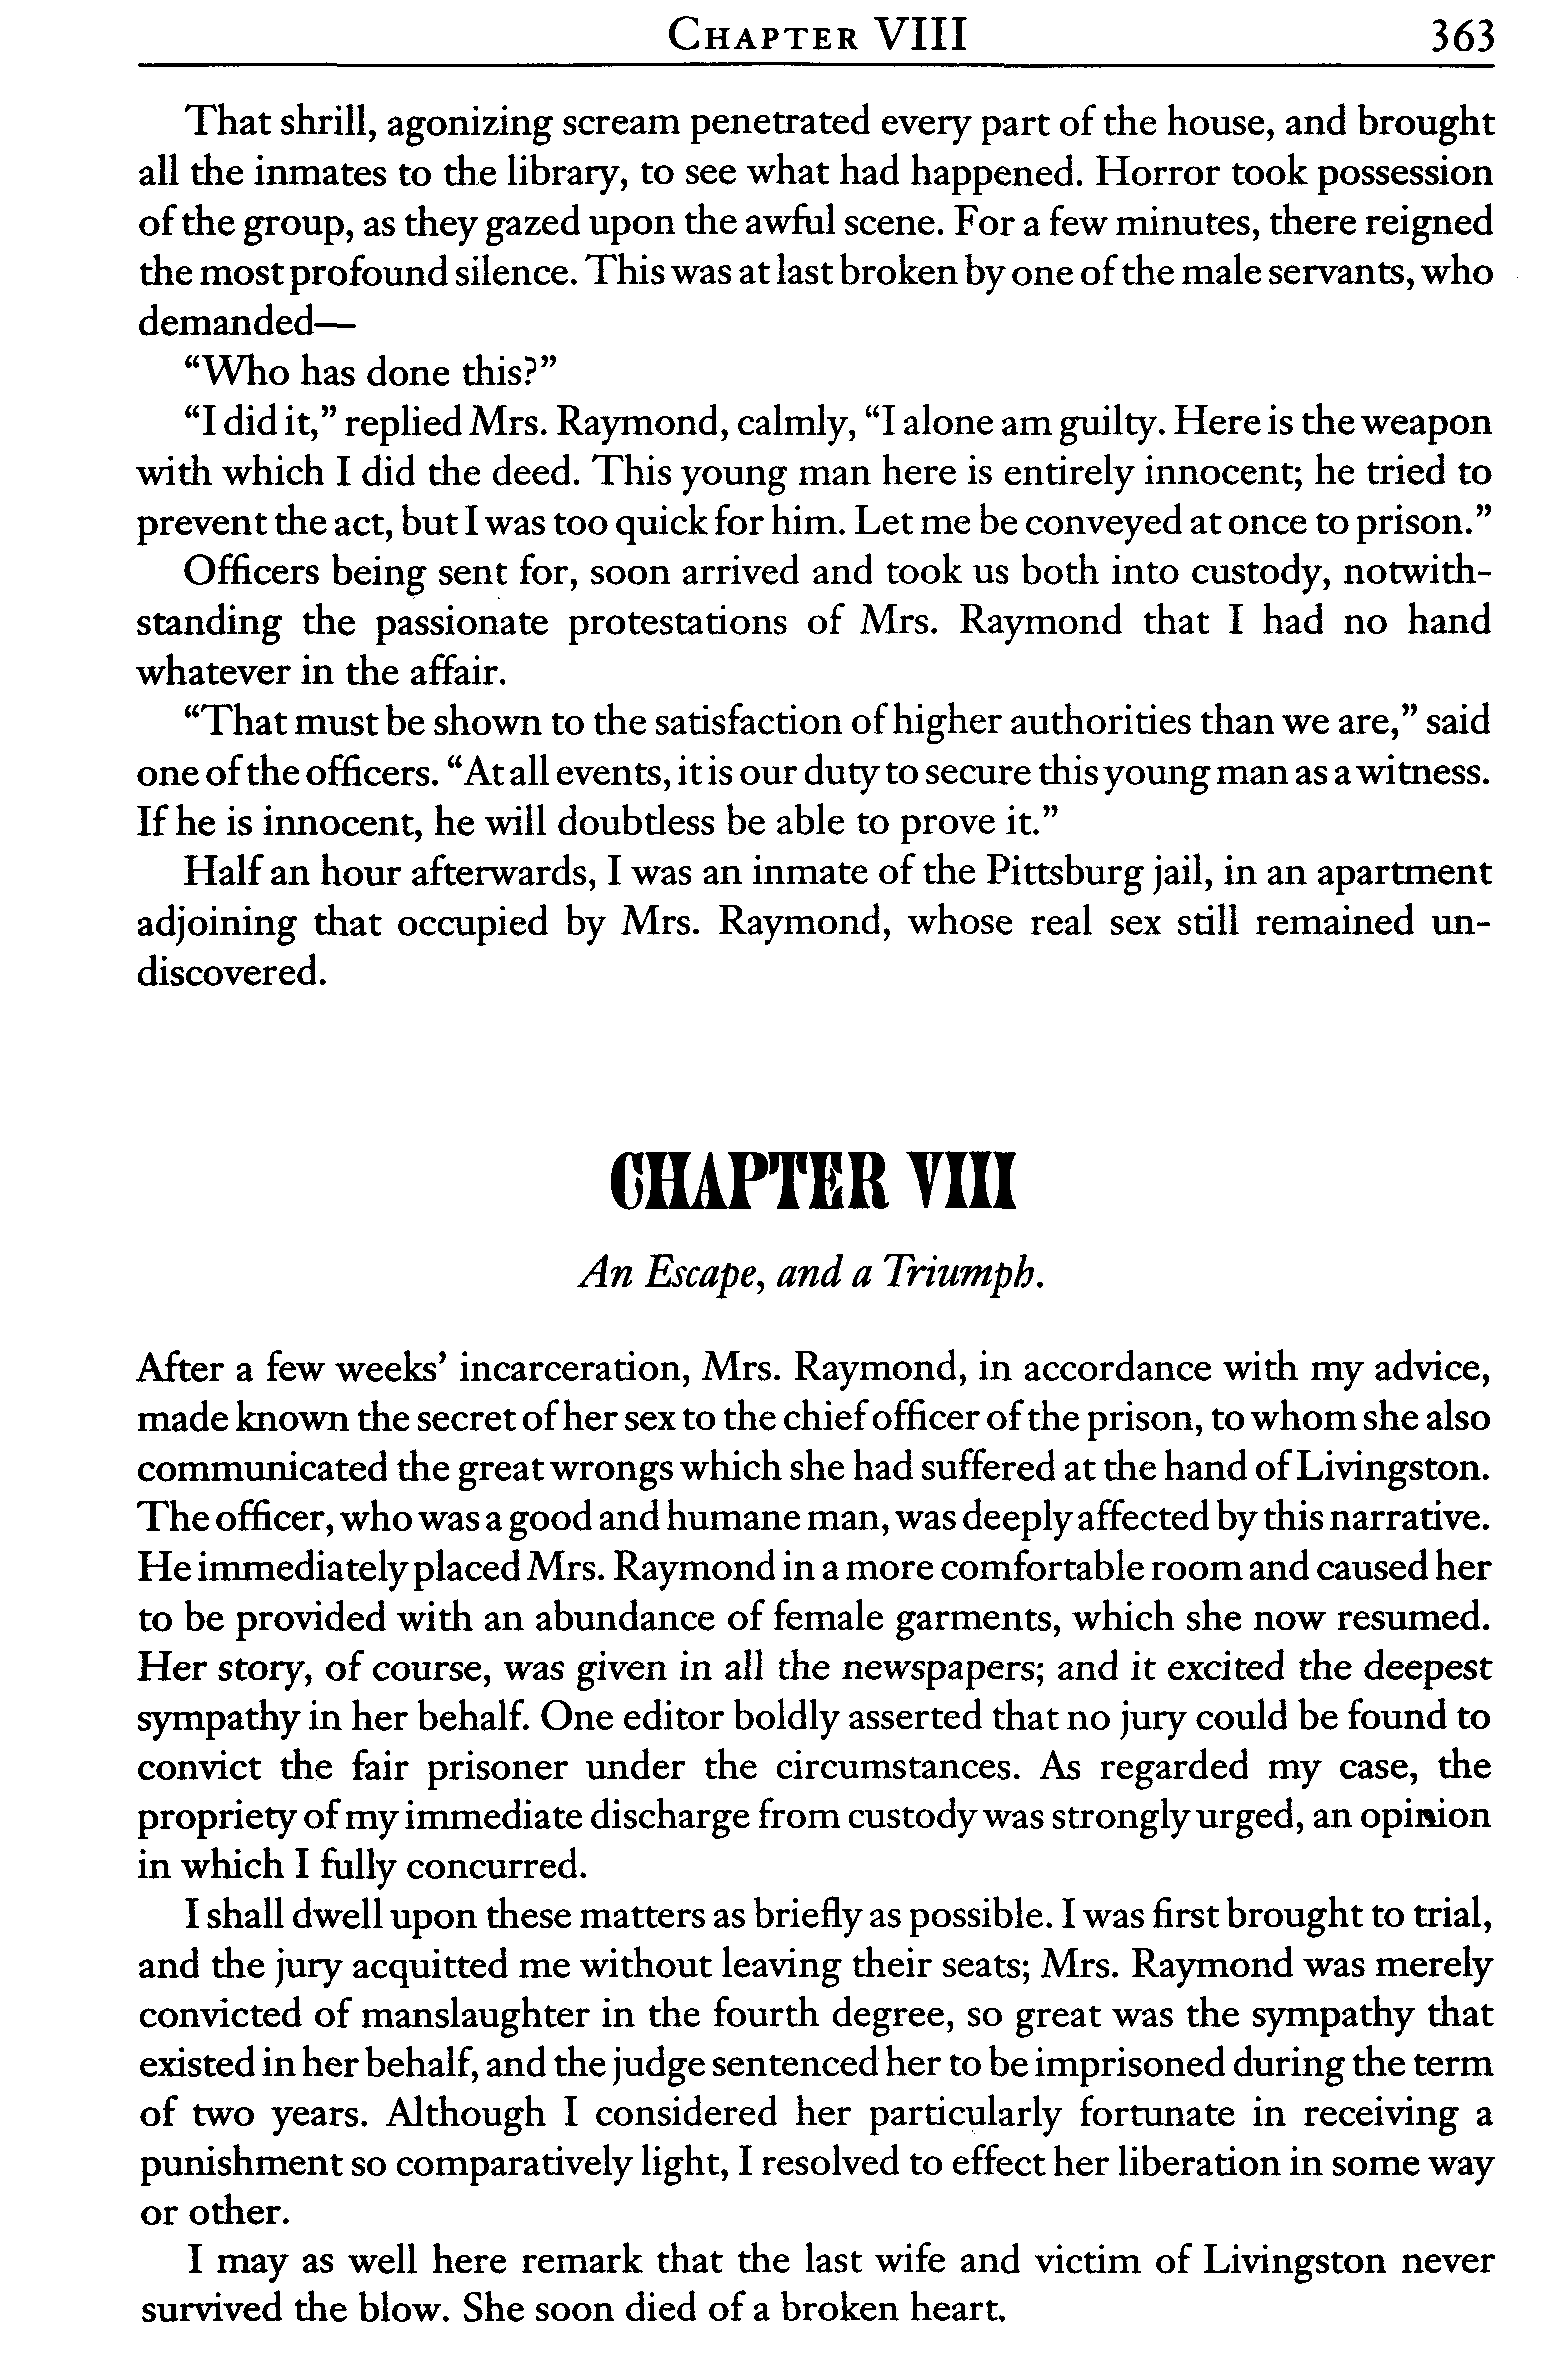 CHAPTER VIII 363
That shrill, agonizing scream penetrated every part of the house, and brought
all the inmates to the library, to see what had happened. Horror took possession
of the group, as they gazed upon the awful scene. For a few minutes, there reigned
the most profound silence. This was at last broken by one of the male servants, who
demanded—
“Who has done this?”
“I did it,” replied Mrs. Raymond, calmly, “I alone am guilty. Here is the weapon
with which I did the deed. This young man here is entirely innocent; he tried to
prevent the act, but I was too quick for him. Let me be conveyed at once to prison.”
Officers being sent for, soon arrived and took us both into custody, notwith-
standing the passionate protestations of Mrs. Raymond that I had no hand
whatever in the affair.
“That must be shown to the satisfaction of higher authorities than we are,” said
one of the officers. “At all events, it is our duty to secure this young man as a witness.
If he is innocent, he will doubtless be able to prove it.”
Half an hour afterwards, I was an inmate of the Pittsburg jail, in an apartment
adjoining that occupied by Mrs. Raymond, whose real sex still remained un-
discovered.
CHAPTER VIII
An Escape, and a Triumph.
After a few weeks’ incarceration, Mrs. Raymond, in accordance with my advice,
made known the secret of her sex to the chief officer of the prison, to whom she also
communicated the great wrongs which she had suffered at the hand of Livingston.
The officer, who was a good and humane man, was deeply affected by this narrative.
He immediately placed Mrs. Raymond in a more comfortable room and caused her
to be provided with an abundance of female garments, which she now resumed.
Her story, of course, was given in all the newspapers; and it excited the deepest
sympathy in her behalf. One editor boldly asserted that no jury could be found to
convict the fair prisoner under the circumstances. As regarded my case, the
propriety of my immediate discharge from custody was strongly urged, an opinion
in which I fully concurred.
I shall dwell upon these matters as briefly as possible. I was first brought to trial,
and the jury acquitted me without leaving their seats; Mrs. Raymond was merely
convicted of manslaughter in the fourth degree, so great was the sympathy that
existed in her behalf, and the judge sentenced her to be imprisoned during the term
of two years. Although I considered her particularly fortunate in receiving a
punishment so comparatively light, I resolved to effect her liberation in some way
or other.
I may as well here remark that the last wife and victim of Livingston never
survived the blow. She soon died of a broken heart.